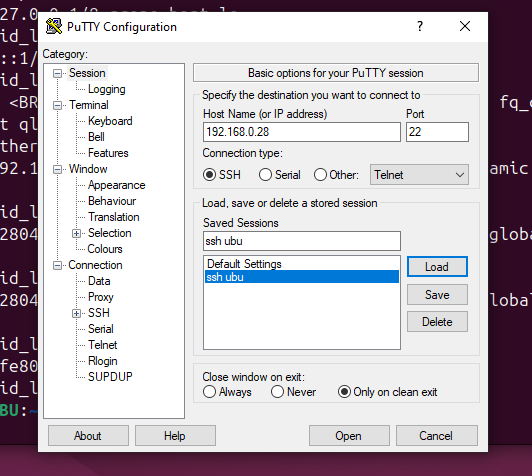 27.0.0.1/8 scope host lo
id_l
PuTTY Configuration
? ×
::1/
id_l
<BR
t ql
ther
92.1
id_l
2804
id_l
2804
id_l
fe80
id_l
BU:~
fq_c
amic
globa
lobal
Category:
Session
Logging
Terminal
Keyboard
Bell
Features
Window
Appearance
Behaviour
Translation
Selection
Colours
Connection
Data
Proxy
SSH
Serial
Telnet
Rlogin
SUPDUP
Basic options for your PuTTY session
Specify the destination you want to connect to
Host Name (or IP address) Port
192.168.0.28 22
Connection type:
SSH Serial Other: Telnet
Load, save or delete a stored session
Saved Sessions
ssh ubu
Default Settings Load
ssh ubu
Save
Delete
Close window on exit:
Always Never Only on clean exit
About Help Open Cancel